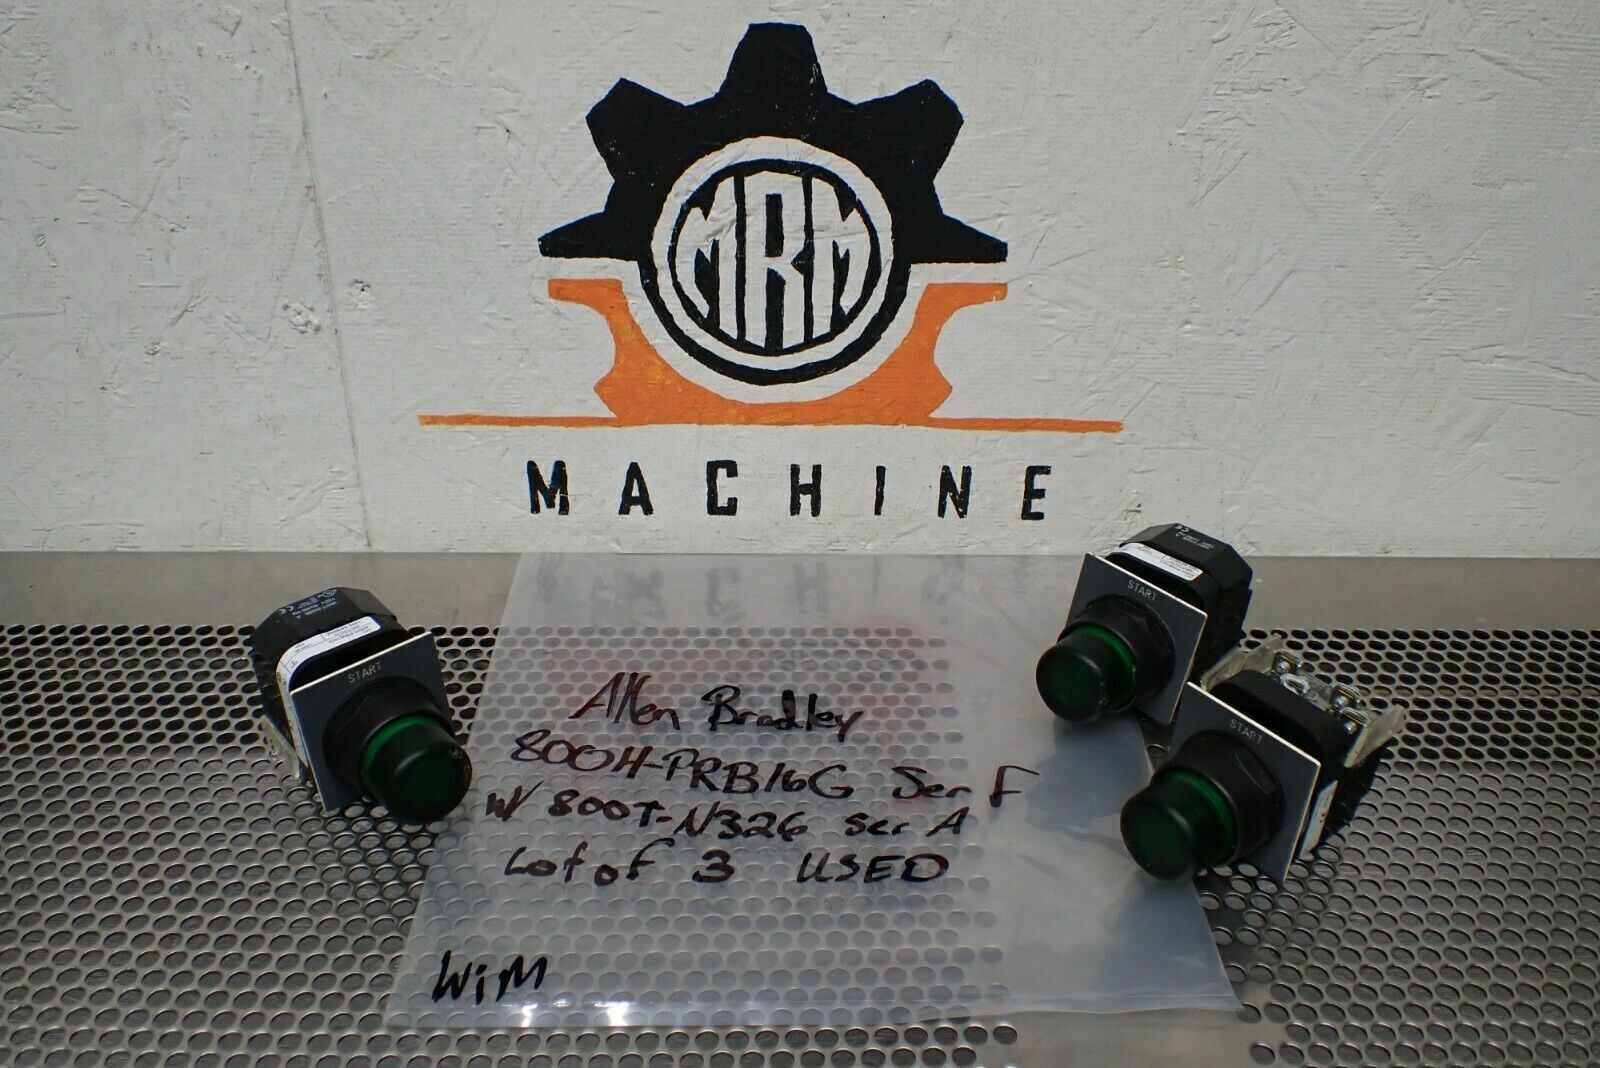 MRM
MACHINE
START
START
START
Allen Bradley
800H-PRB16G Ser F
W/ 800T-N326 Ser A
Lot of 3 USED
WiM